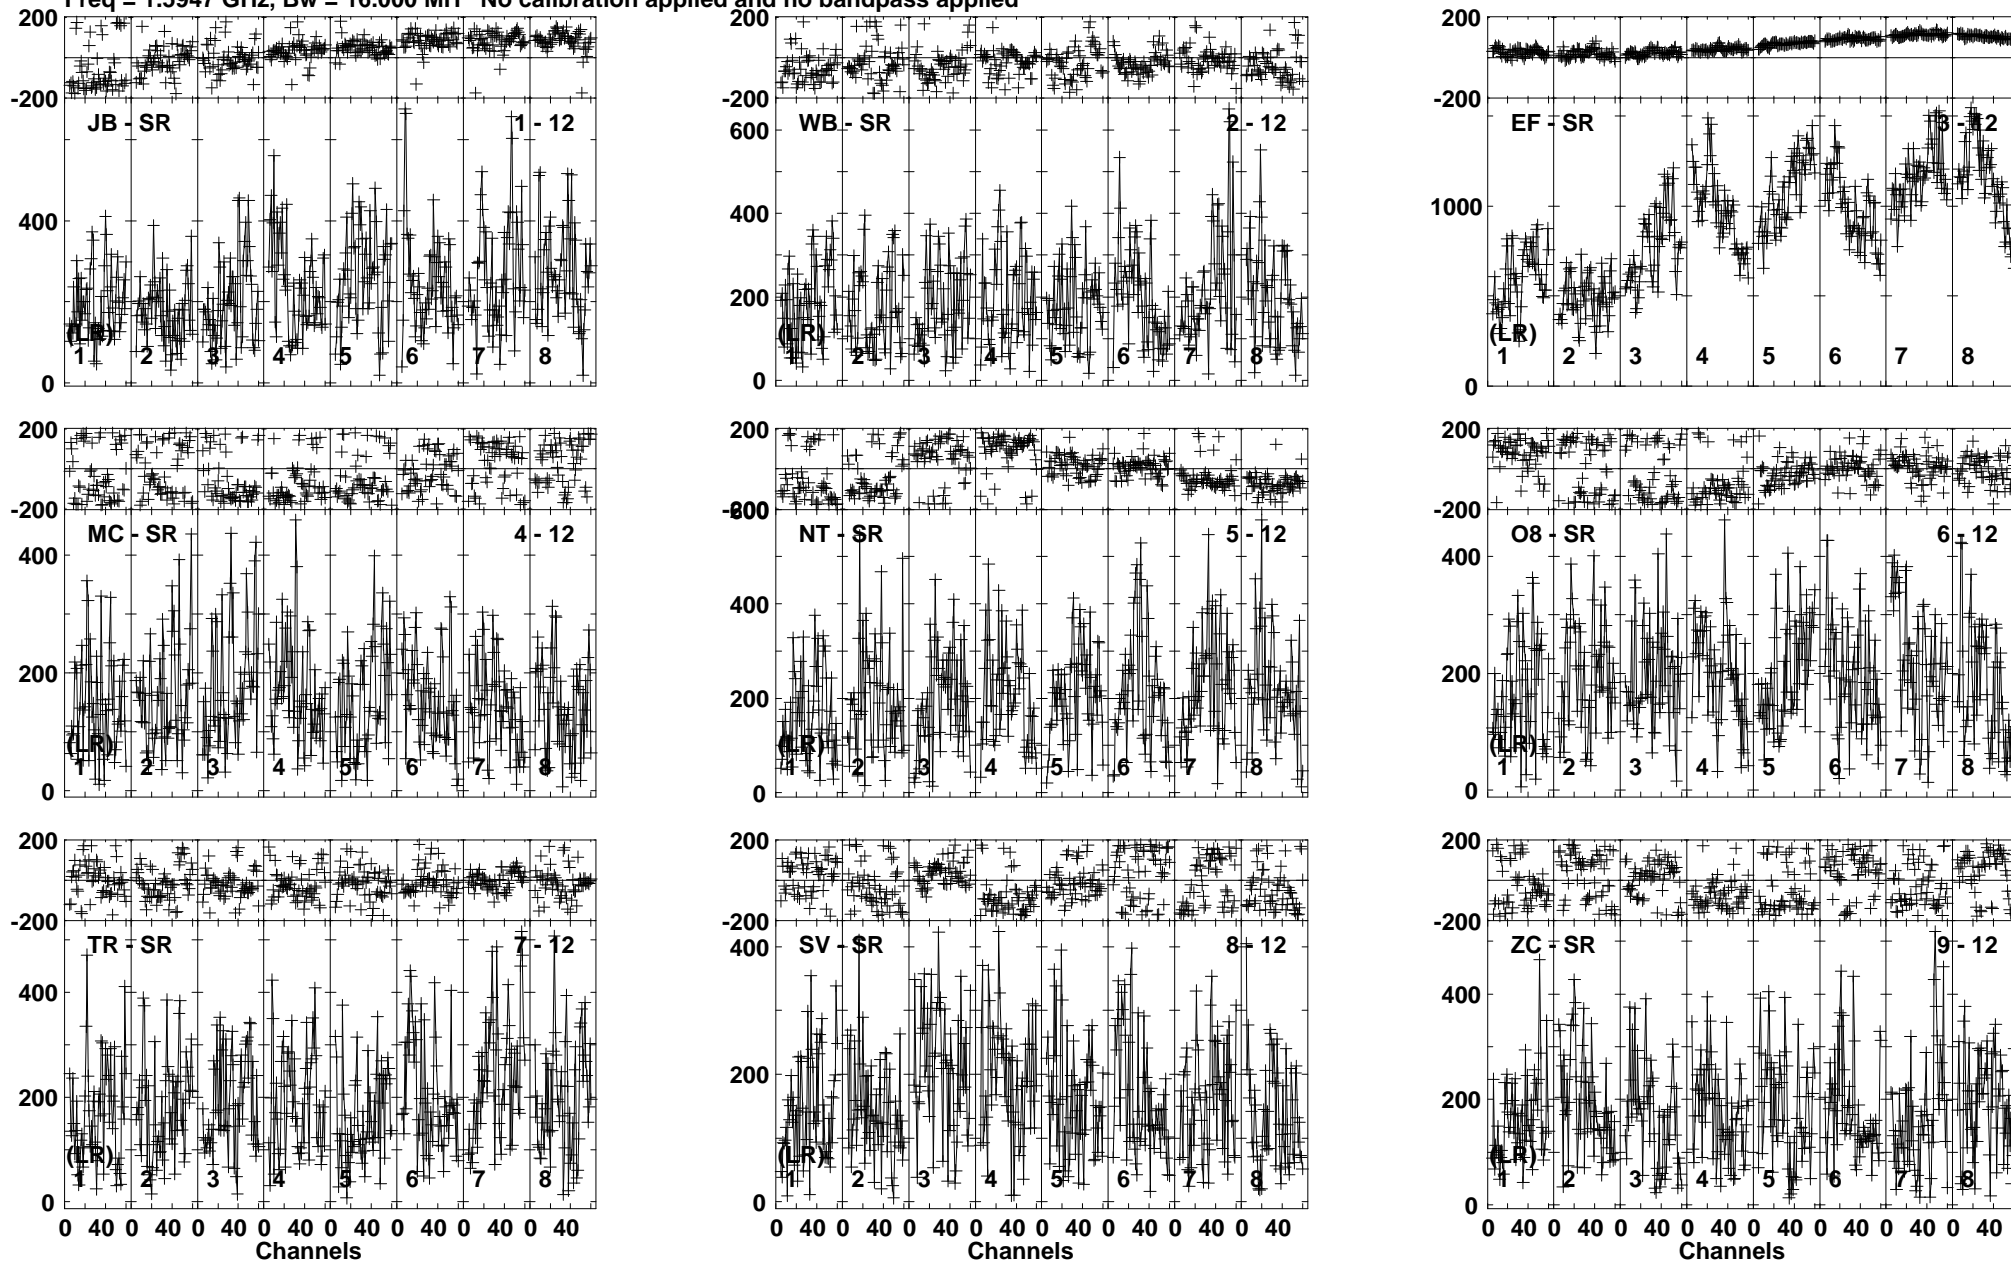 Freq = 1.5947 GHz, Bw = 16.000 MH No calibration applied and no bandpass applied
200 200 200
-200 -200 -200
JB - SR 1 - 12 WB - SR 2 - 12 EF - SR 3 - 12
600
400 400 1000
200
(LR) (LR) (LR)
1 2 3 4 5 6 7 8 1 2 3 4 5 6 7 8 1 2 3 4 5 6 7 8
0 0 0
200 200 200
-200 -200 600 -200
MC - SR 4 - 12 NT - SR 5 - 12 O8 - SR 6 - 12
400 400 400
200 200 200
(LR) (LR) (LR)
1 2 3 4 5 6 7 8 1 2 3 4 5 6 7 8 1 2 3 4 5 6 7 8
0 0 0
200 200 200
-200 -200 -200
TR - SR 7 - 12 SV - SR 8 - 12 ZC - SR 9 - 12
400 400 400
200 200 200
(LR) (LR) (LR)
1 2 3 4 5 6 7 8 1 2 3 4 5 6 7 8 1 2 3 4 5 6 7 8
0 0 0
0 40 0 40 0 40 0 40 0 40 0 40 0 40 0 40 0 40 0 40 0 40 0 40 0 40 0 40 0 40 0 40 0 40 0 40 0 40 0 40 0 40 0 40 0 40 0 40
Channels Channels Channels